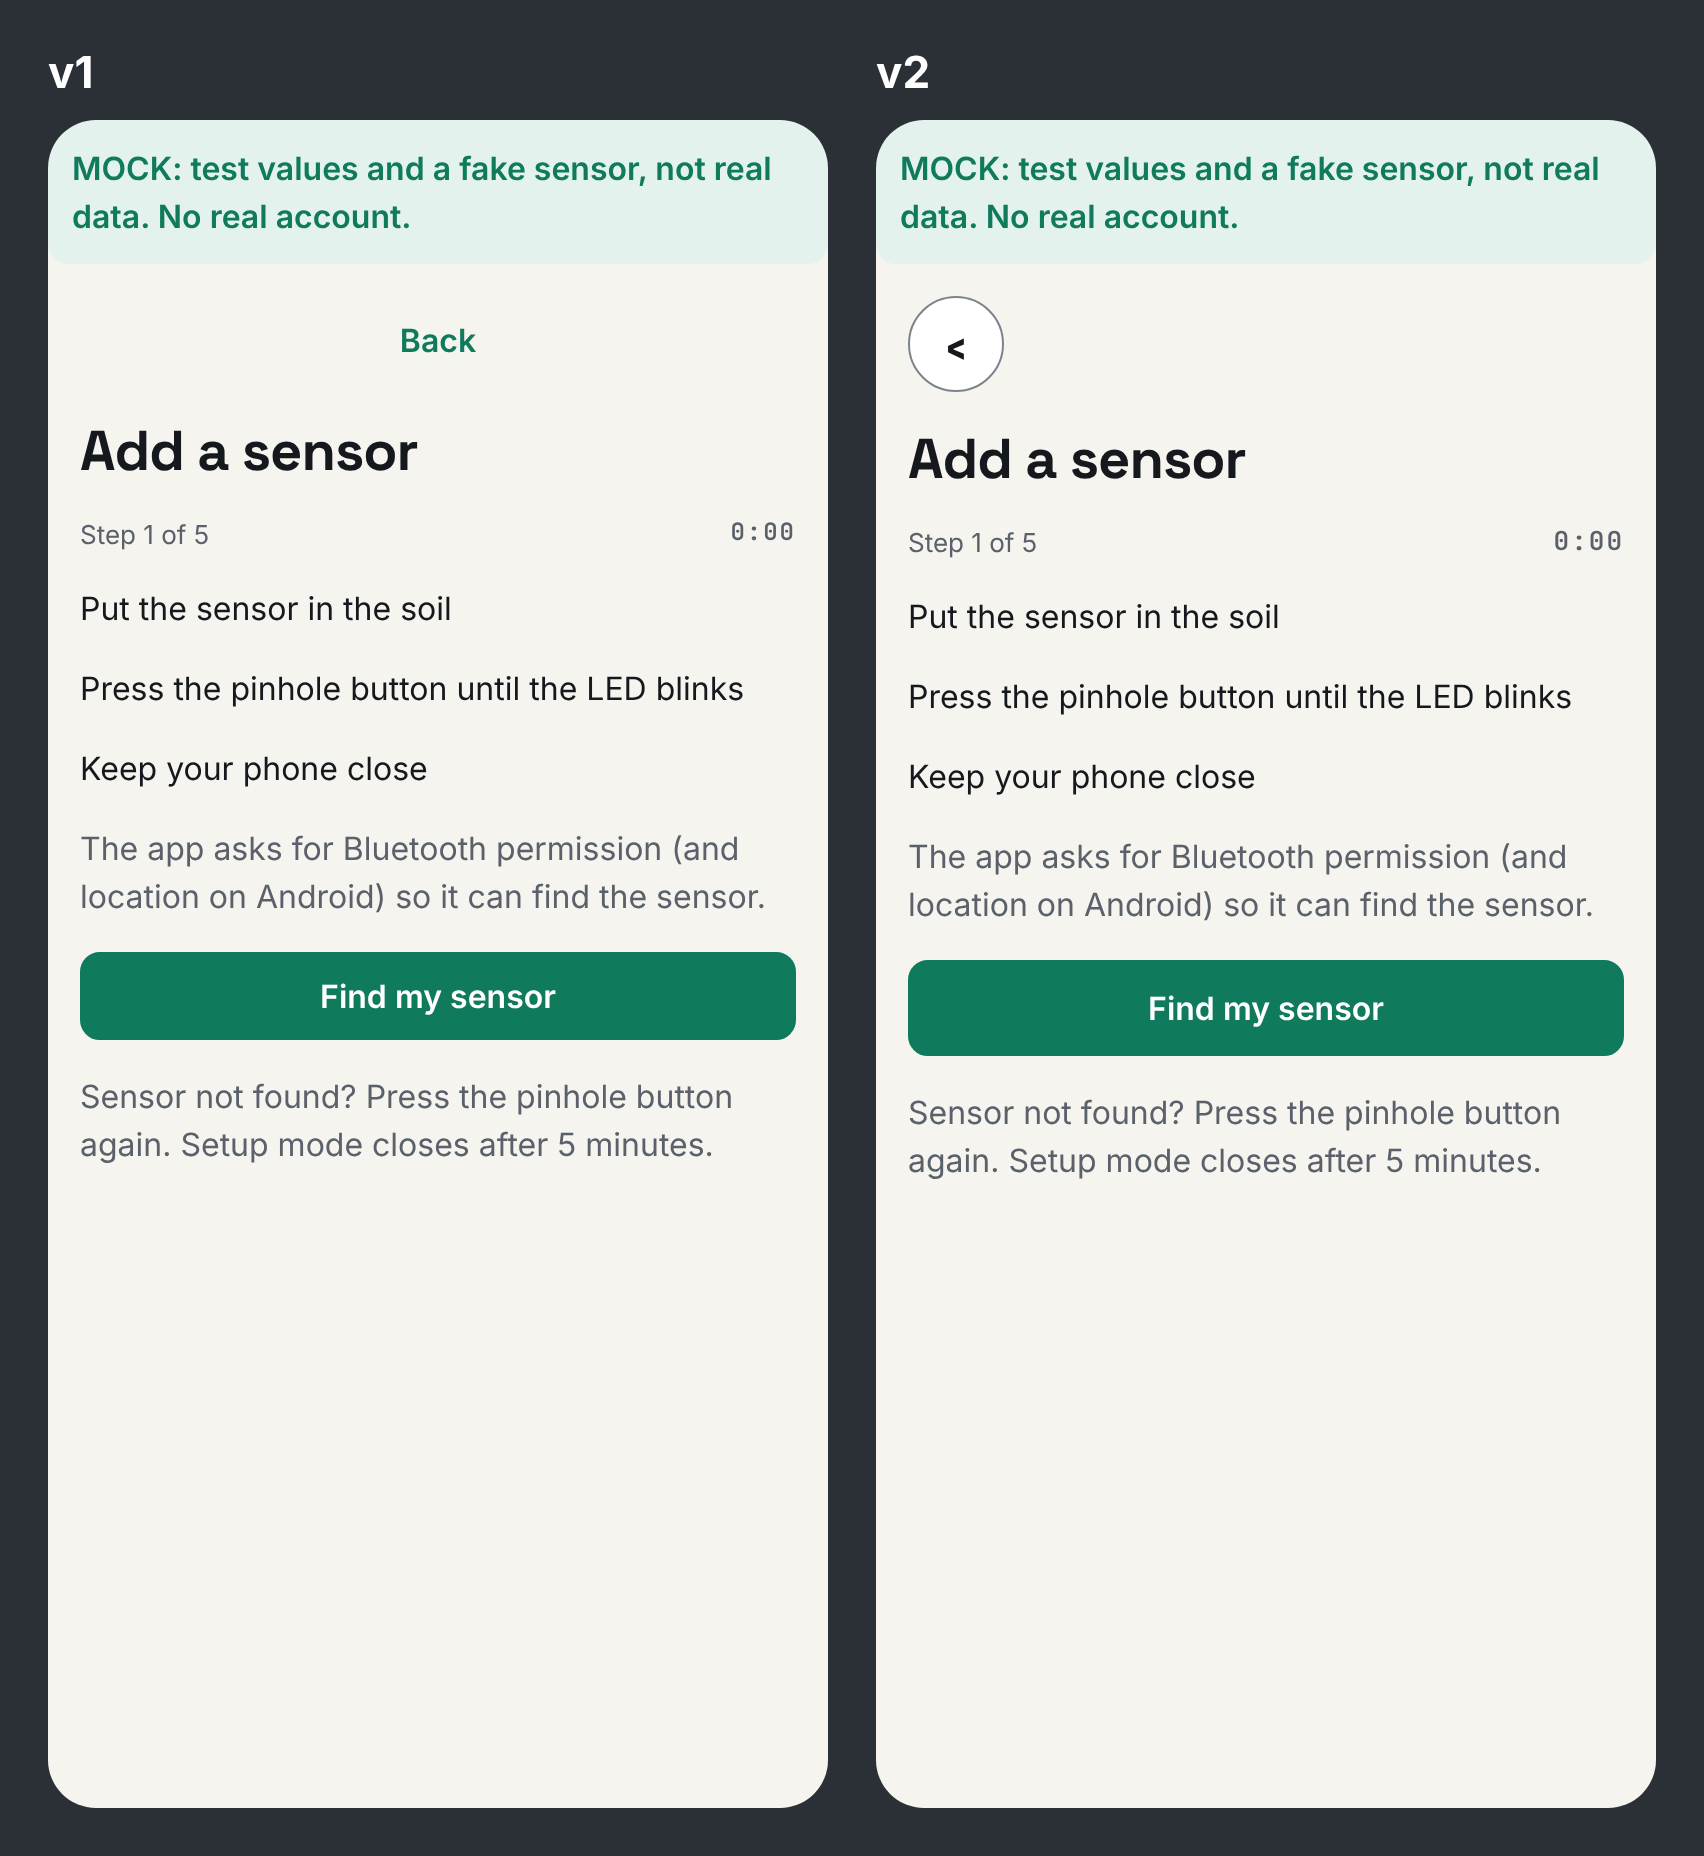 v1
MOCK: test values and a fake sensor, not real
data. No real account.
Back
Add a sensor
Step 1 of 5 0:00
Put the sensor in the soil
Press the pinhole button until the LED blinks
Keep your phone close
The app asks for Bluetooth permission (and
location on Android) so it can find the sensor.
Find my sensor
Sensor not found? Press the pinhole button
again. Setup mode closes after 5 minutes.
v2
MOCK: test values and a fake sensor, not real
data. No real account.
<
Add a sensor
Step 1 of 5 0:00
Put the sensor in the soil
Press the pinhole button until the LED blinks
Keep your phone close
The app asks for Bluetooth permission (and
location on Android) so it can find the sensor.
Find my sensor
Sensor not found? Press the pinhole button
again. Setup mode closes after 5 minutes.